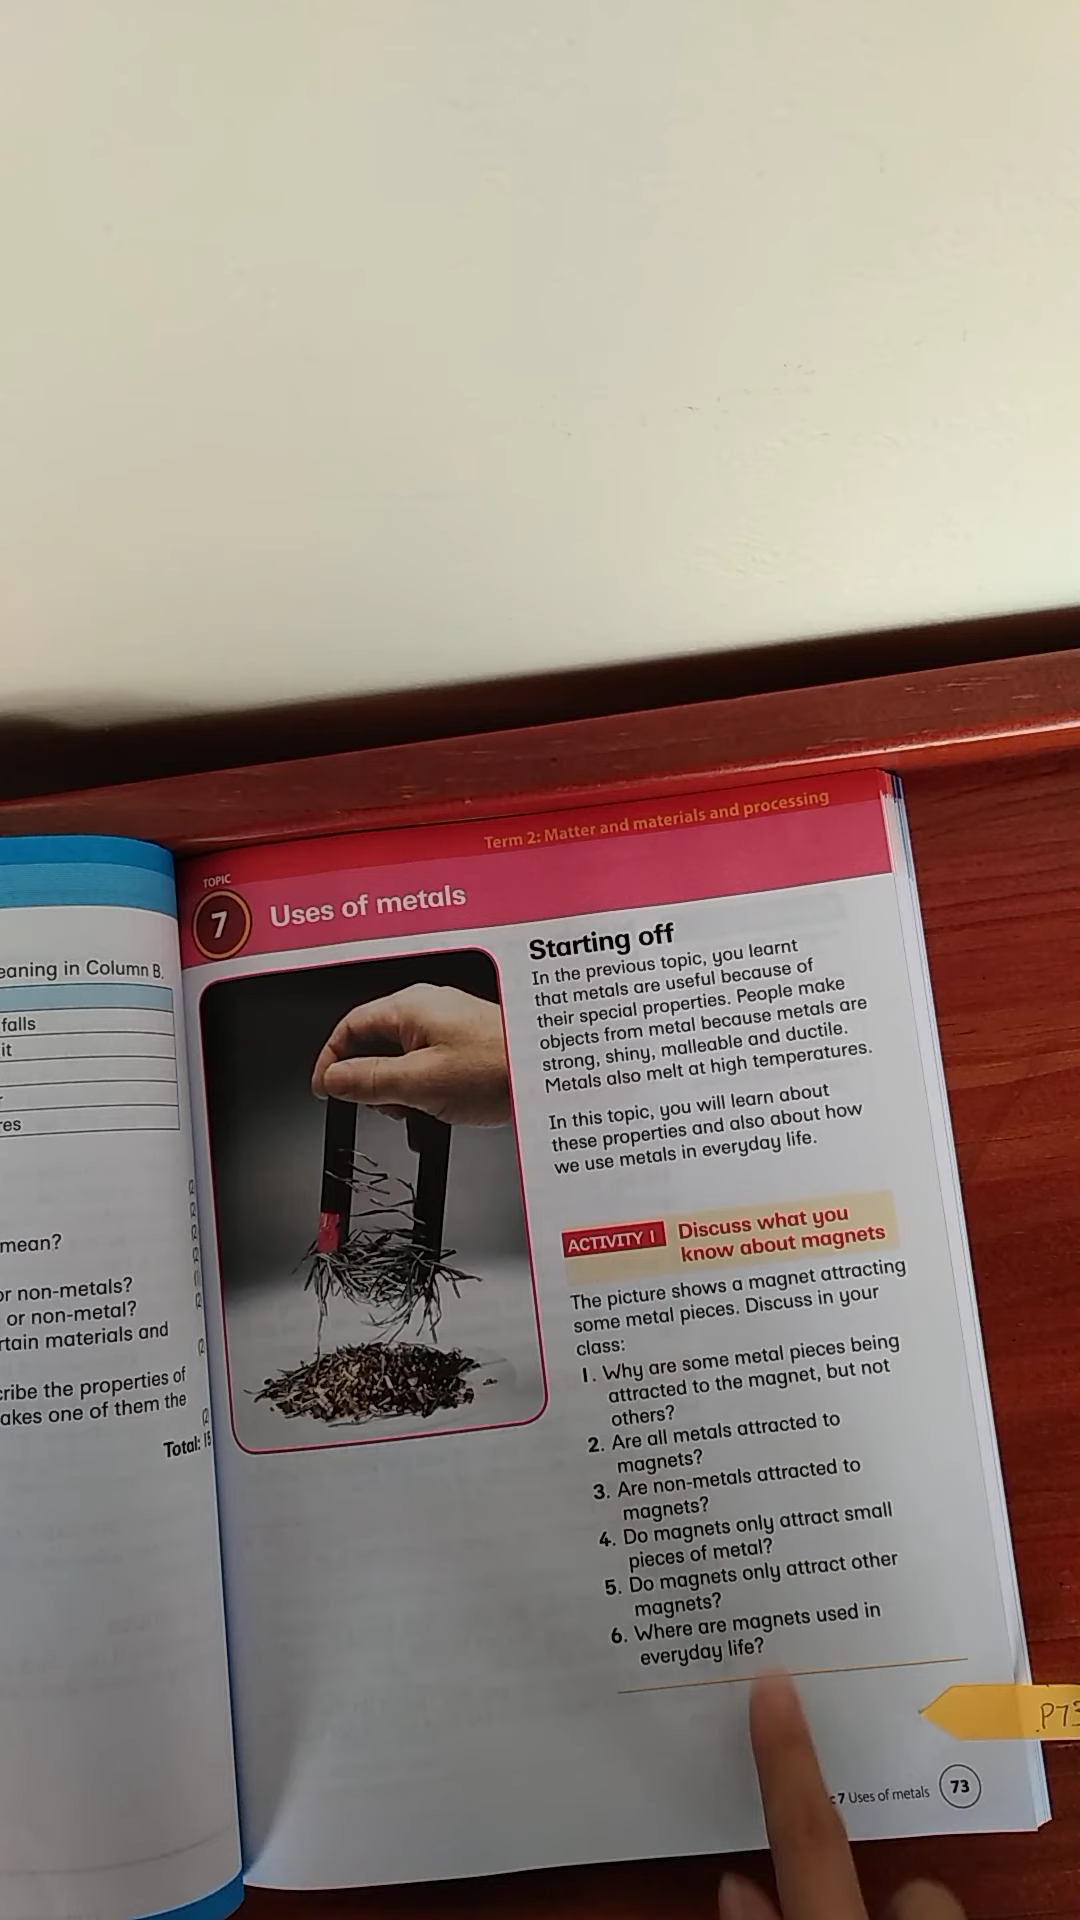 eaning in Column B.
falls
it
res
mean?
or non-metals?
or non-metal?
rtain materials and
cribe the properties of
akes one of them the
Total: 15
Term 2: Matter and materials and processing
TOPIC
7
Uses of metals
Starting off
In the previous topic, you learnt
that metals are useful because of
their special properties. People make
objects from metal because metals are
strong, shiny, malleable and ductile.
Metals also melt at high temperatures.
In this topic, you will learn about
these properties and also about how
we use metals in everyday life.
ACTIVITY 1
Discuss what you
know about magnets
The picture shows a magnet attracting
some metal pieces. Discuss in your
class:
1. Why are some metal pieces being
attracted to the magnet, but not
others?
2. Are all metals attracted to
magnets?
3. Are non-metals attracted to
magnets?
4. Do magnets only attract small
pieces of metal?
5. Do magnets only attract other
magnets?
6. Where are magnets used in
everyday life?
P73
7 Uses of metals
73